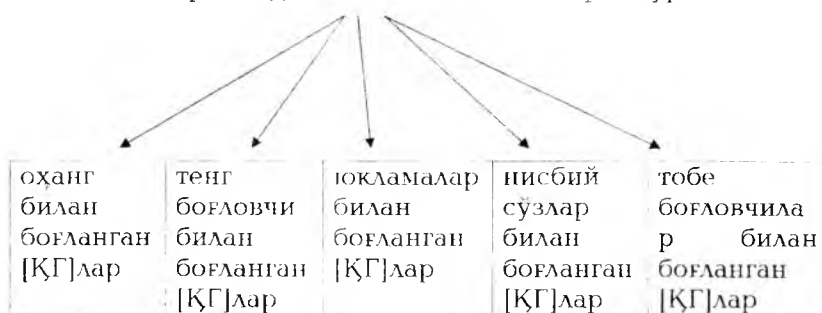 оҳанг
билан
боғланган
[ҚГ]лар
тенг
боғловчи
билан
боғланган
[ҚГ]лар
юкламалар
билан
боғланган
[ҚГ]лар
нисбий
сўзлар
билан
боғланган
[ҚГ]лар
тобе
боғловчила
р билан
боғланган
[ҚГ]лар